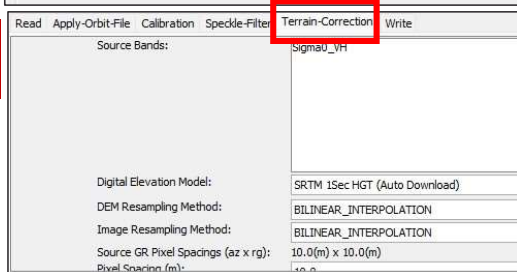 Read Apply-Orbit-File Calibration Speckle-Filter Terrain-Correction Write
Source Bands: Sigma0_VH
Digital Elevation Model: SRTM 1Sec HGT (Auto Download)
DEM Resampling Method: BILINEAR_INTERPOLATION
Image Resampling Method: BILINEAR_INTERPOLATION
Source GR Pixel Spacings (az x rg): 10.0(m) x 10.0(m)
Pixel Spacing (m): 10.0